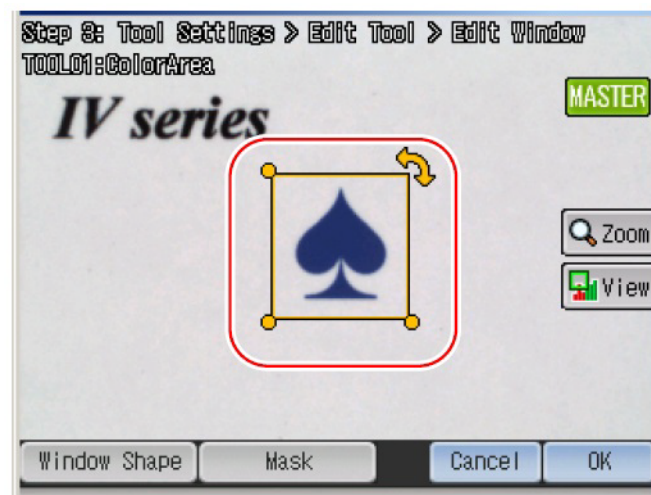 Step 3: Tool Settings > Edit Tool > Edit Window
TOOL01:ColorArea
MASTER
IV series
Zoom
View
Window Shape
Mask
Cancel
OK